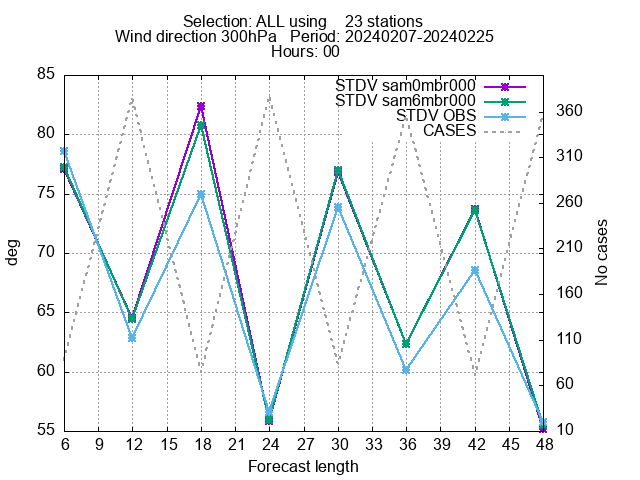 Selection: ALL using    23 stations
Wind direction 300hPa   Period: 20240207-20240225
Hours: 00
STDV sam0mbr000
STDV sam6mbr000
STDV OBS
CASES
85
80
75
70
65
60
55
360
310
260
210
160
110
60
10
deg
No cases
6 9 12 15 18 21 24 27 30 33 36 39 42 45 48
Forecast length